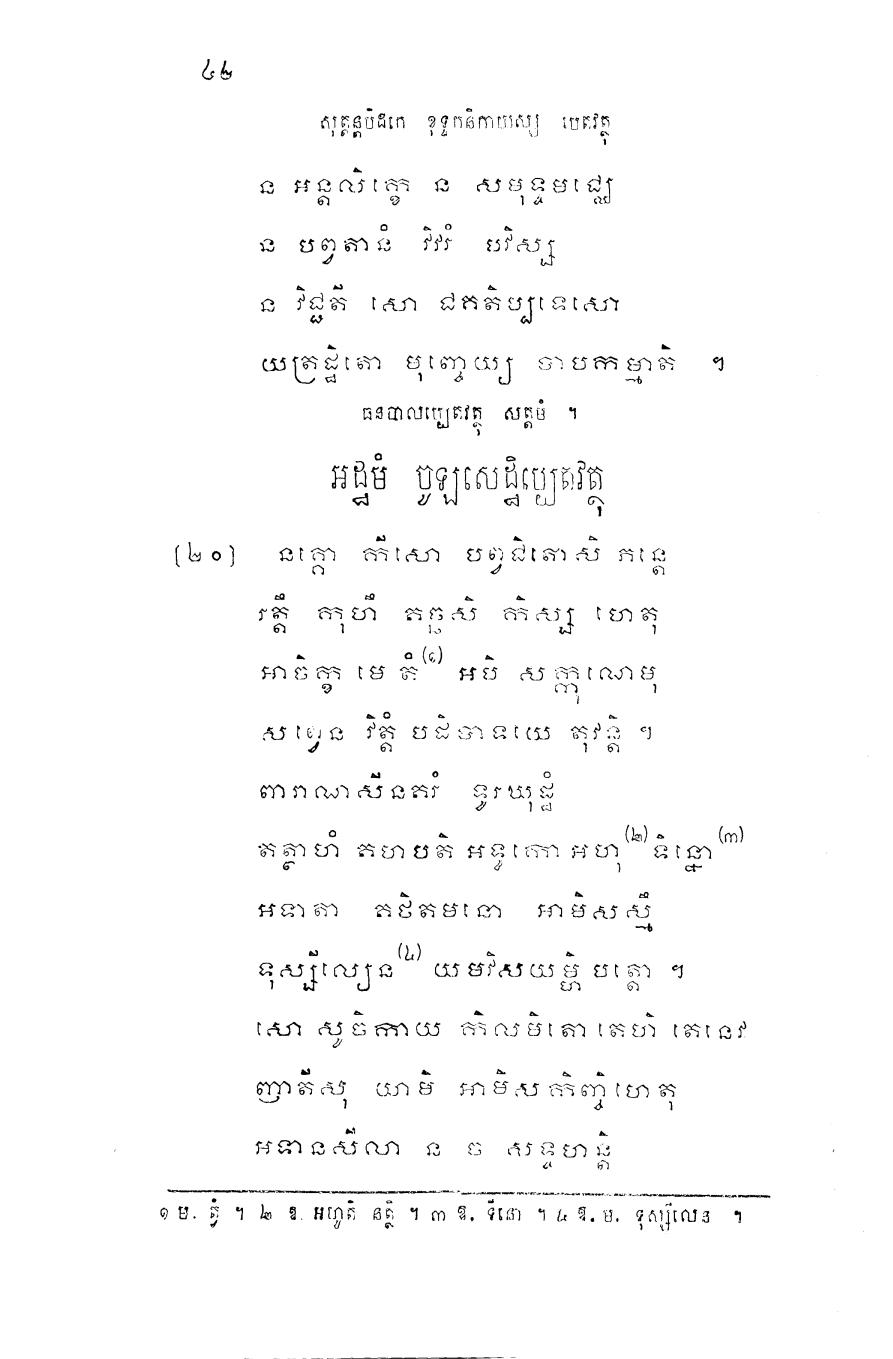 ៤២
សុត្តន្តបិដកេ ខុទ្ទកនិកាយស្ស បេតវត្ថុ
ន អន្តលិក្ខេ ន សមុទ្ទមជ្ឈេ
ន បព្វតានំ វិវរំ បវិស្ស
ន វិជ្ជតី សោ ជគតិប្បទេសោ
យត្រដ្ឋិតោ មុញ្ចេយ្យ បាបកម្មាតិ ។
ធនបាលប្បេតវត្ថុ សត្តមំ ។
អដ្ឋមំ ចូឡសេដ្ឋិប្បេតវត្ថុ
[២០] នគ្គោ កីសោ បព្វជិតោសិ ភន្តេ
រត្តឹ កុហឹ គច្ឆសិ កិស្ស ហេតុ
អាចិក្ខ មេ តំ(១) អបិ សក្កុណោមុ
សព្វេន វិត្តំ បដិបាទយេ តុវន្តិ ។
ពារាណសីនគរំ ទូរឃុដ្ឋំ
តត្ថាហំ គហបតិ អឌ្ឍកោ អហុ(២) ទិន្នោ(៣)
អទាតា គថិតមនោ អាមិសស្មឹ
ទុស្សីល្យេន(៤) យមវិសយម្ហិ បត្តោ ។
សោ សូចិកាយ កិលមិតោ តេហិ តេនេវ
ញាតីសុ យាមិ អាមិសកិញ្ចិហេតុ
អទានសីលា ន ច សទ្ទហន្តិ
១ ម. ត្វំ ។ ២ ឱ. អហូតិ នត្ថិ ។ ៣ ឱ. ទីនោ ។ ៤ ឱ. ម. ទុស្សីលេន ។